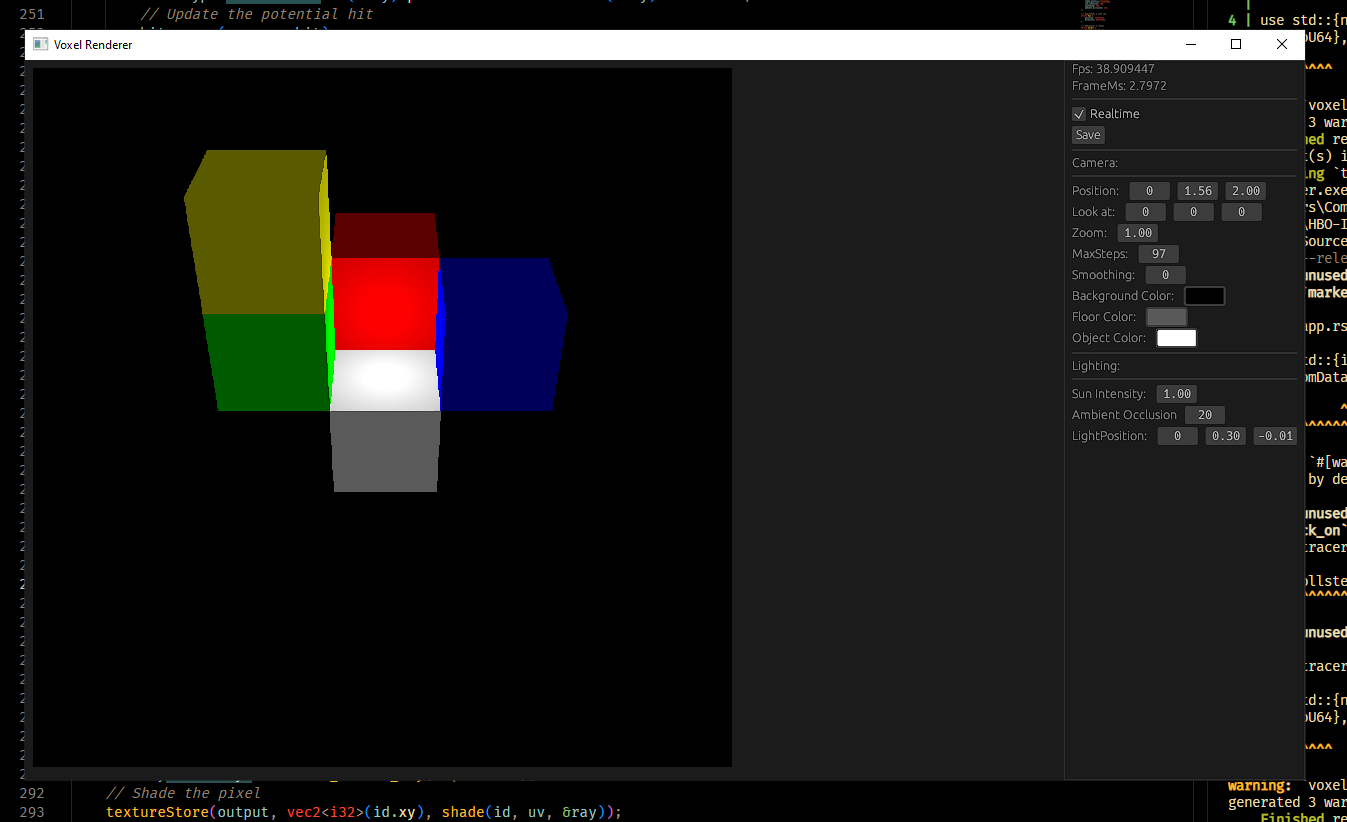 251
// Update the potential hit
Voxel Renderer
4 | use std::{n
oU64},
^^^^
Fps: 38.909447
FrameMs: 2.7972
Realtime
Save
Camera:
Position: 0 1.56 2.00
Look at: 0 0 0
Zoom: 1.00
MaxSteps: 97
Smoothing: 0
Background Color:
Floor Color:
Object Color:
Lighting:
Sun Intensity: 1.00
Ambient Occlusion 20
LightPosition: 0 0.30 -0.01
`voxel
3 war
ned re
t(s) i
ing `t
er.exe
rs\Com
\HBO-I
Source
--rele
unused
`marke
app.rs
td::{i
omData
^
^^^^^^
`#[wa
by de
unused
ck_on`
tracer
ollste
^^^^^^
unused
tracer
td::{n
oU64},
^^^^
292 // Shade the pixel
293 textureStore(output, vec2<i32>(id.xy), shade(id, uv, &ray));
warning: `voxel
generated 3 war
Finished re